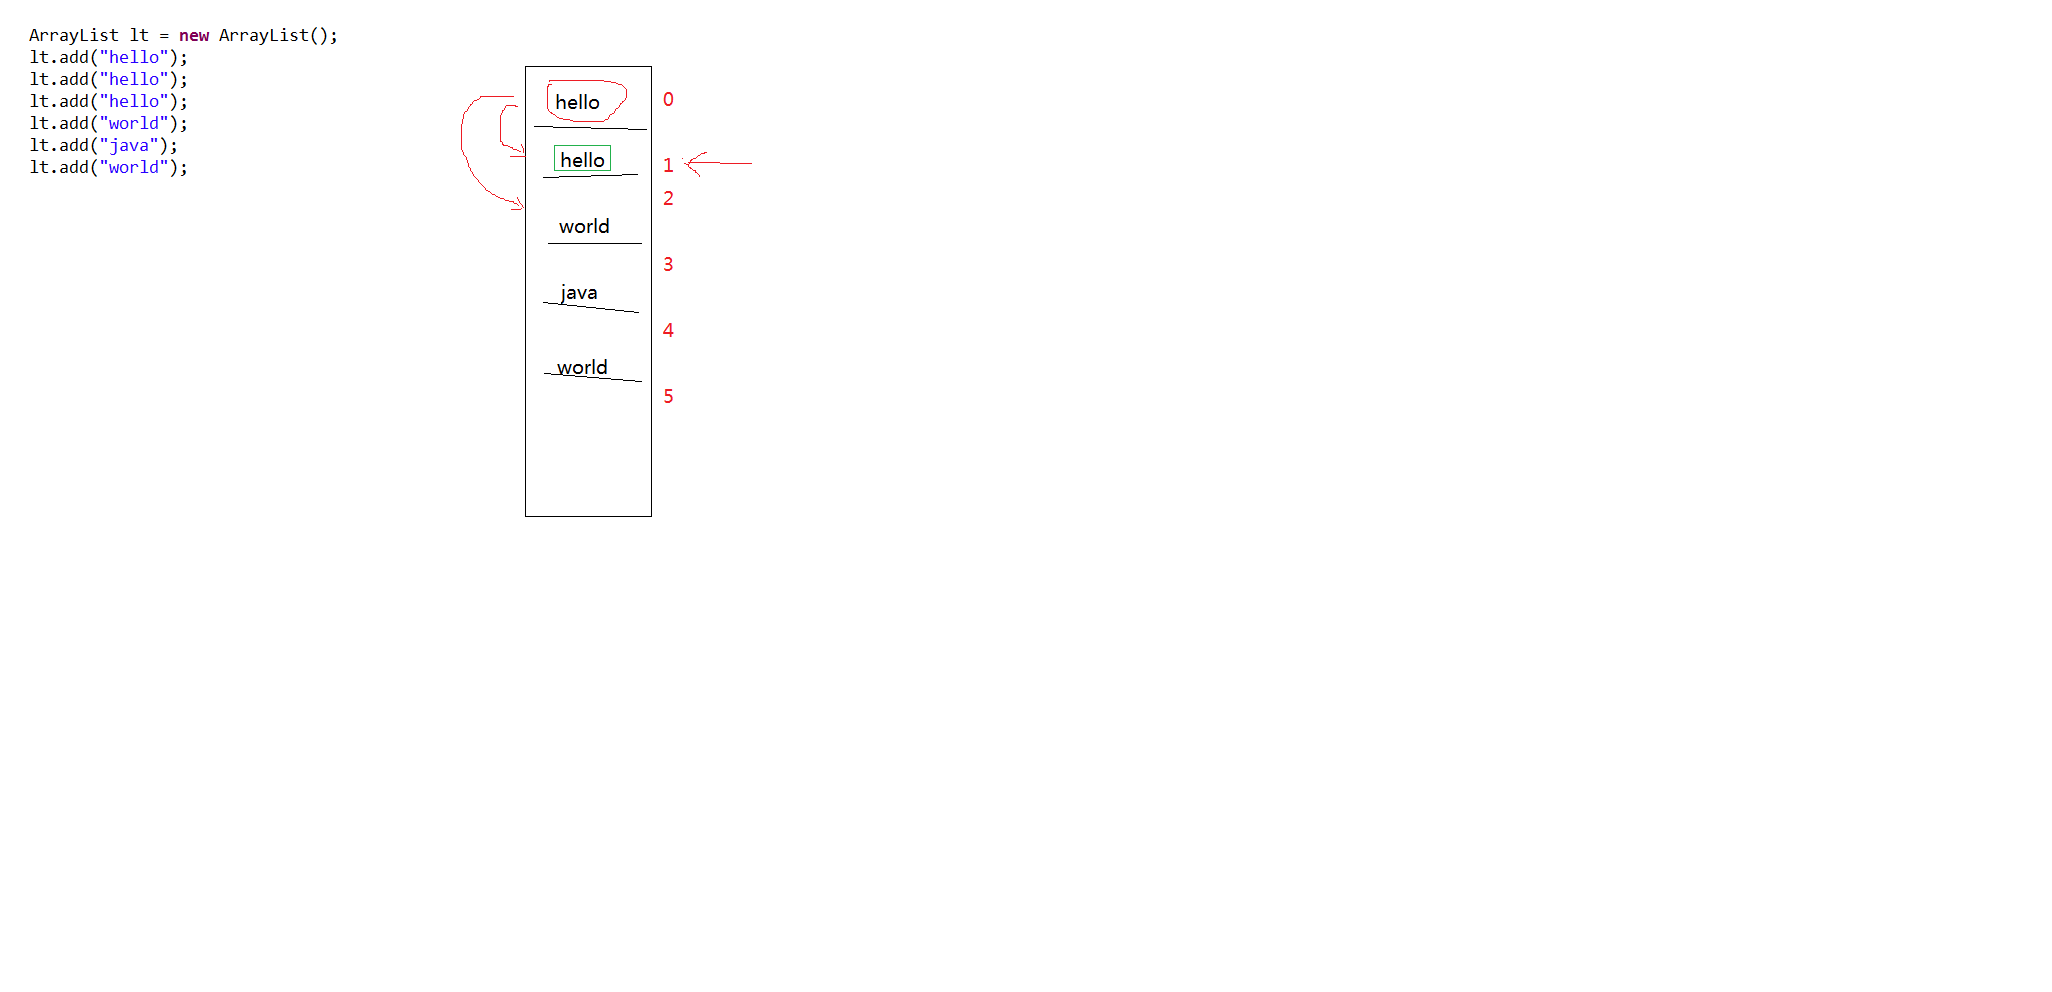 ArrayList lt = new ArrayList();
lt.add("hello");
lt.add("hello");
lt.add("hello");
lt.add("world");
lt.add("java");
lt.add("world");
hello 0
hello 1
2
world
3
java
4
world
5